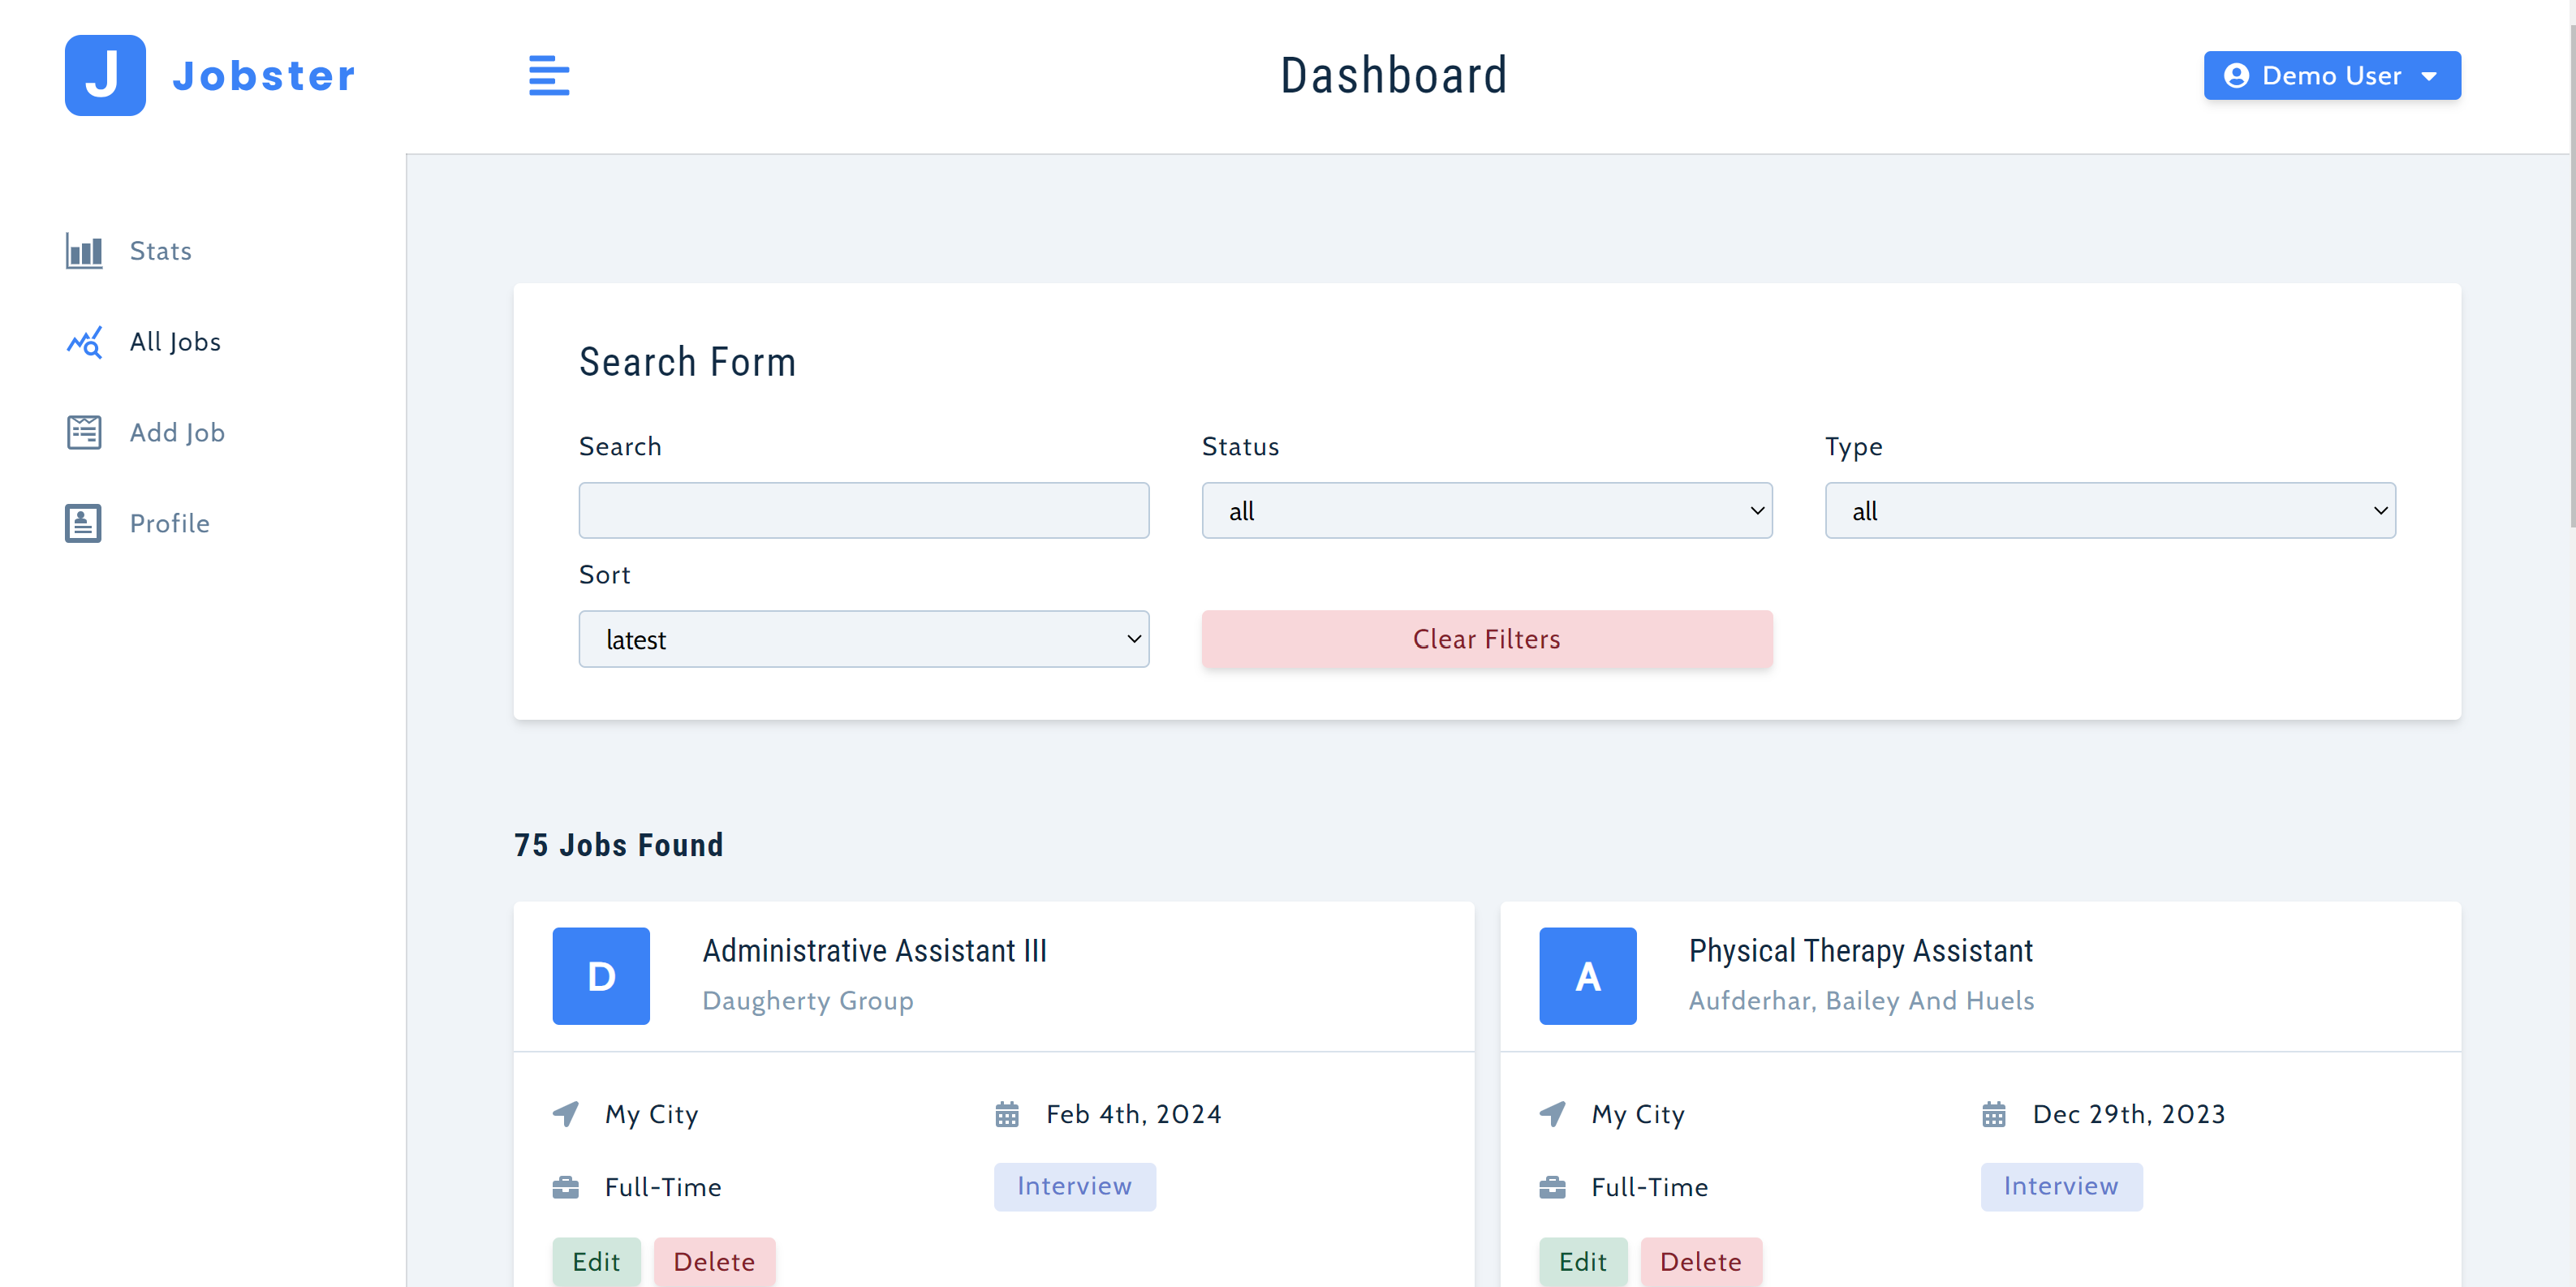 J Jobster
Dashboard
Demo User
Stats
All Jobs
Add Job
Profile
Search Form
Search
Status
Type
all
all
Sort
latest
Clear Filters
75 Jobs Found
D
Administrative Assistant III
Daugherty Group
My City
Feb 4th, 2024
Full-Time
Interview
Edit
Delete
A
Physical Therapy Assistant
Aufderhar, Bailey And Huels
My City
Dec 29th, 2023
Full-Time
Interview
Edit
Delete